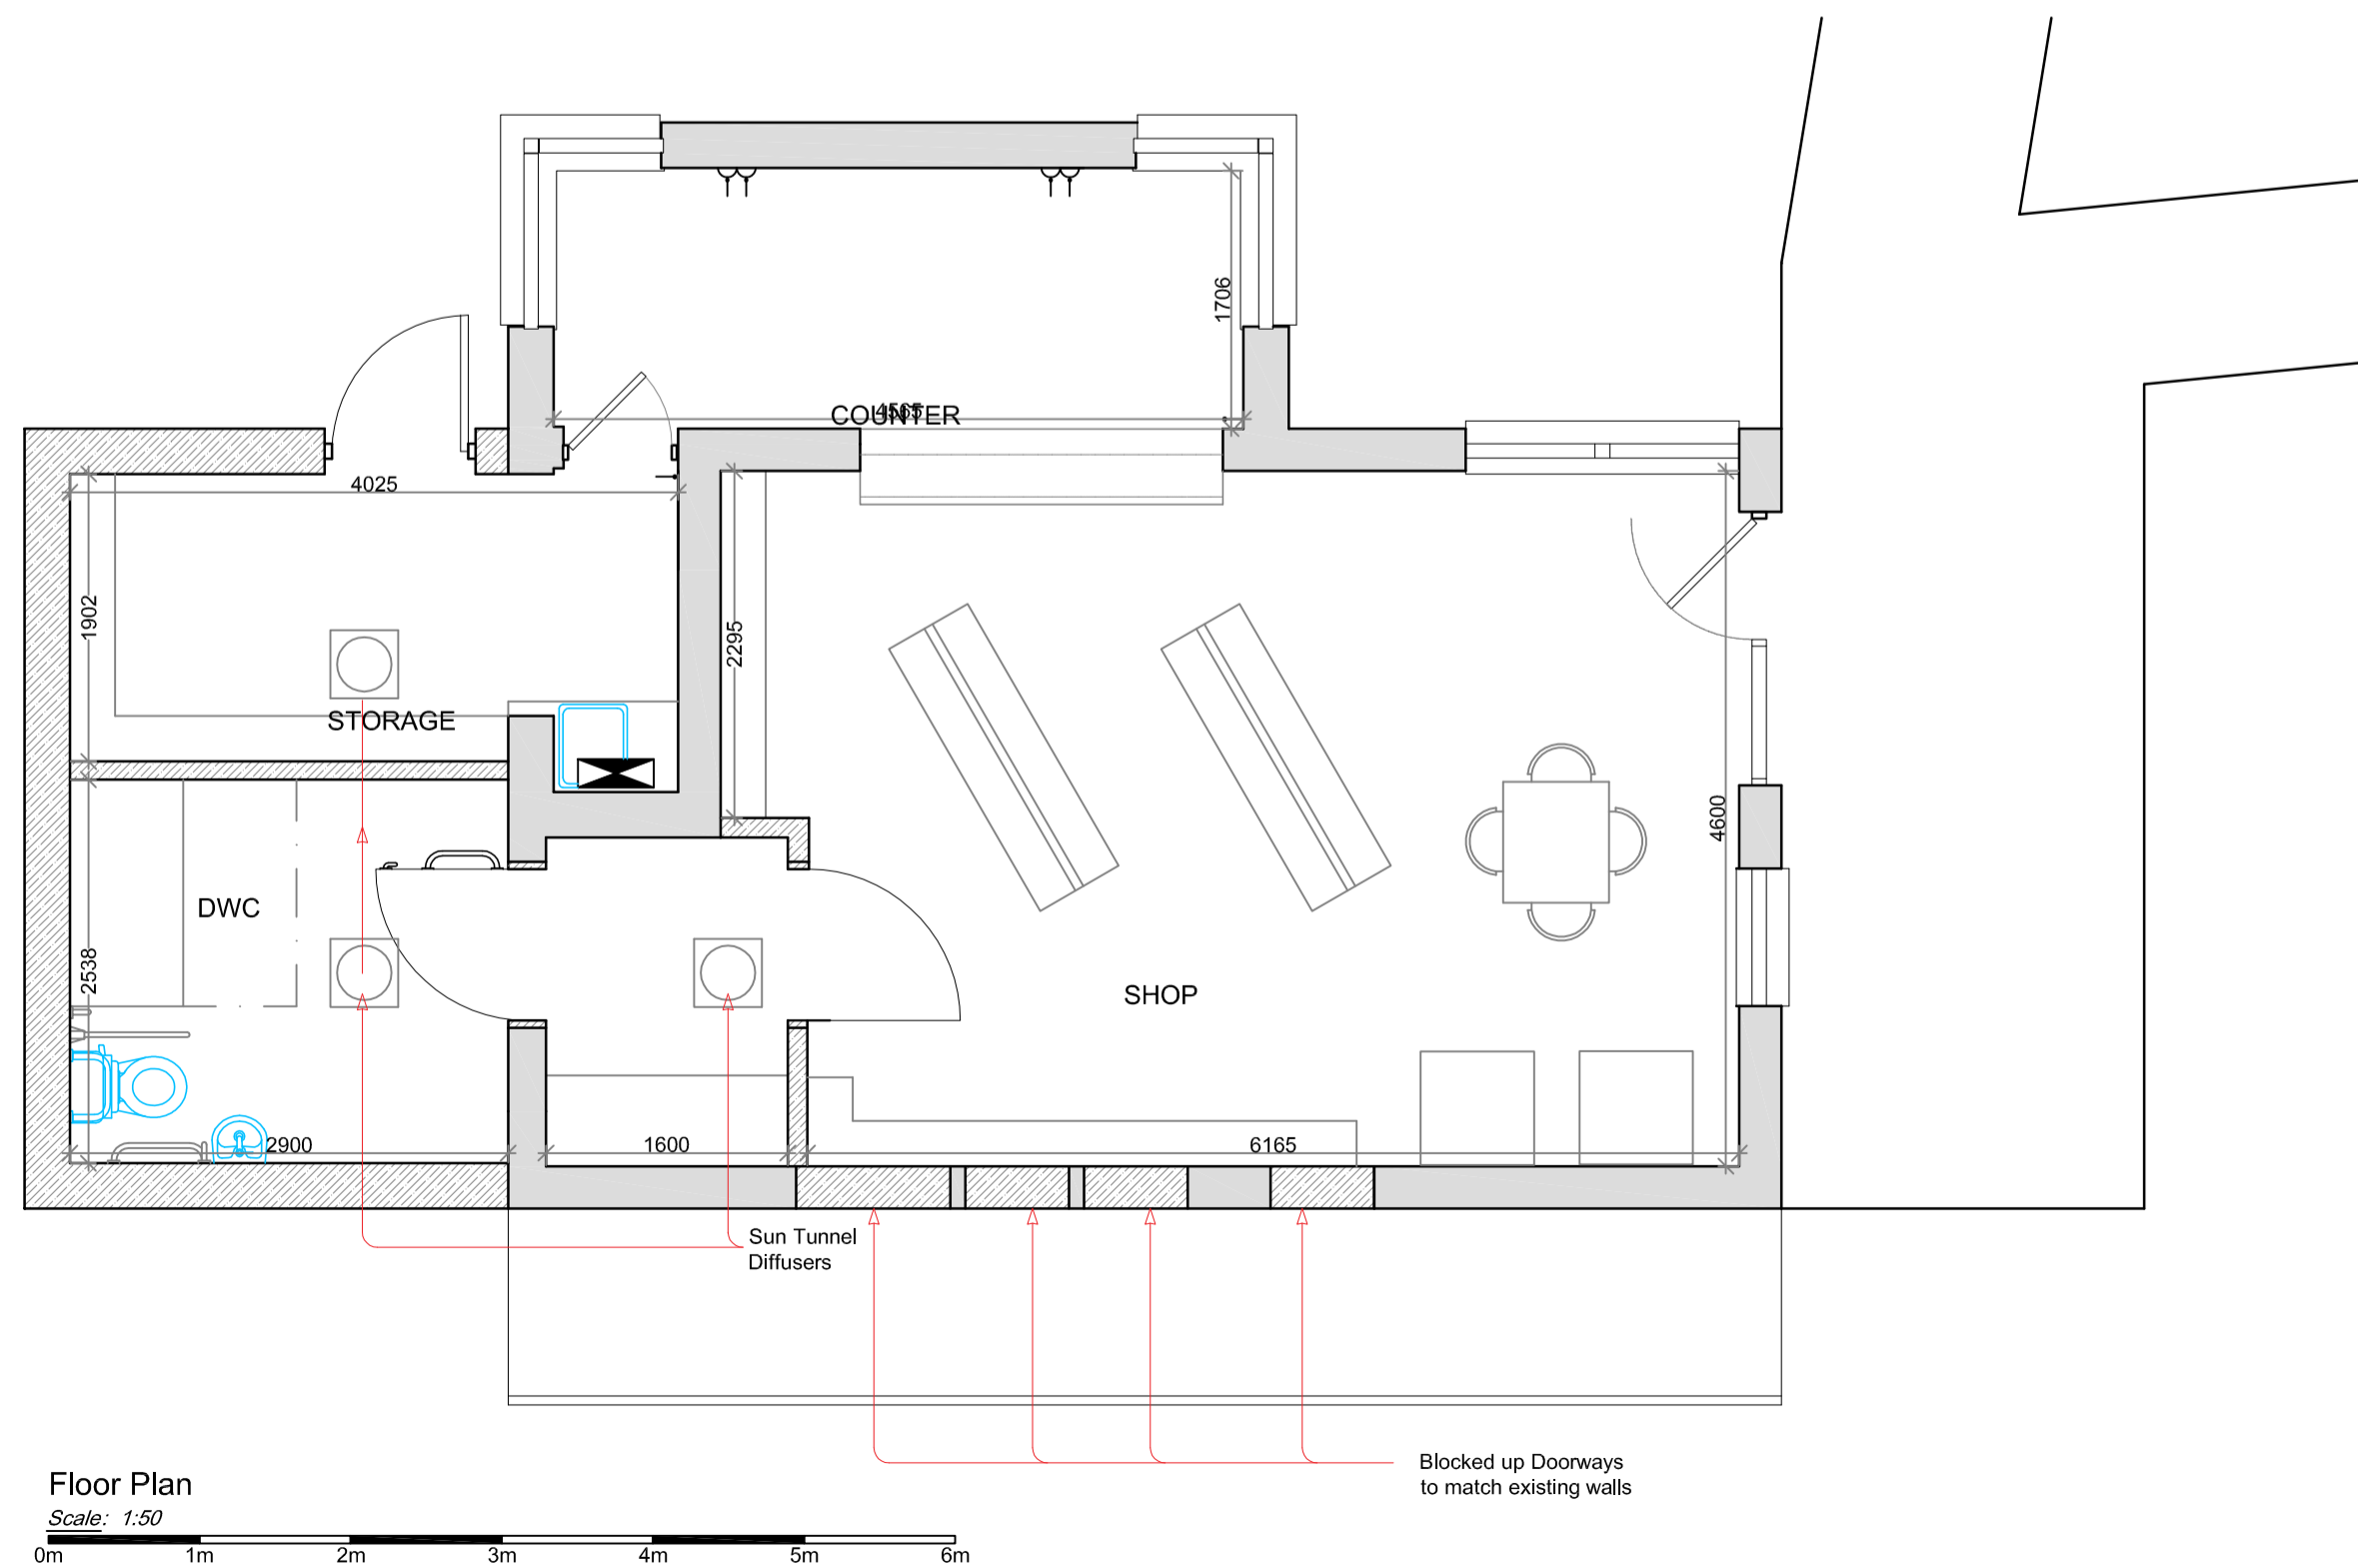 1706
COUNTER
4565
4025
1902
2295
STORAGE
4600
DWC
2538
SHOP
2900
1600
6165
Sun Tunnel
Diffusers
Blocked up Doorways
to match existing walls
Floor Plan
Scale: 1:50
0m 1m 2m 3m 4m 5m 6m